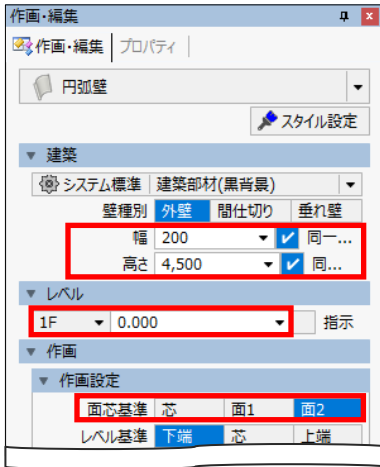 作画・編集
作画・編集 プロパティ
円弧壁
スタイル設定
建築
システム標準 建築部材(黒背景)
壁種別 外壁 間仕切り 垂れ壁
幅 200 同一...
高さ 4,500 同...
レベル
1F 0.000 指示
作画
作画設定
面芯基準 芯 面1 面2
レベル基準 下端 芯 上端